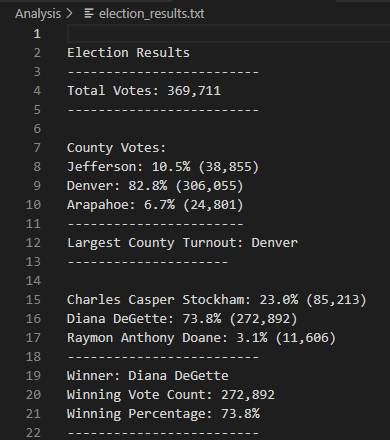 Analysis > election_results.txt
1
2 Election Results
3 -------------------------
4 Total Votes: 369,711
5 -------------------------
6
7 County Votes:
8 Jefferson: 10.5% (38,855)
9 Denver: 82.8% (306,055)
10 Arapahoe: 6.7% (24,801)
11 -----------------------
12 Largest County Turnout: Denver
13 ---------------------
14
15 Charles Casper Stockham: 23.0% (85,213)
16 Diana DeGette: 73.8% (272,892)
17 Raymon Anthony Doane: 3.1% (11,606)
18 -------------------------
19 Winner: Diana DeGette
20 Winning Vote Count: 272,892
21 Winning Percentage: 73.8%
22 -------------------------